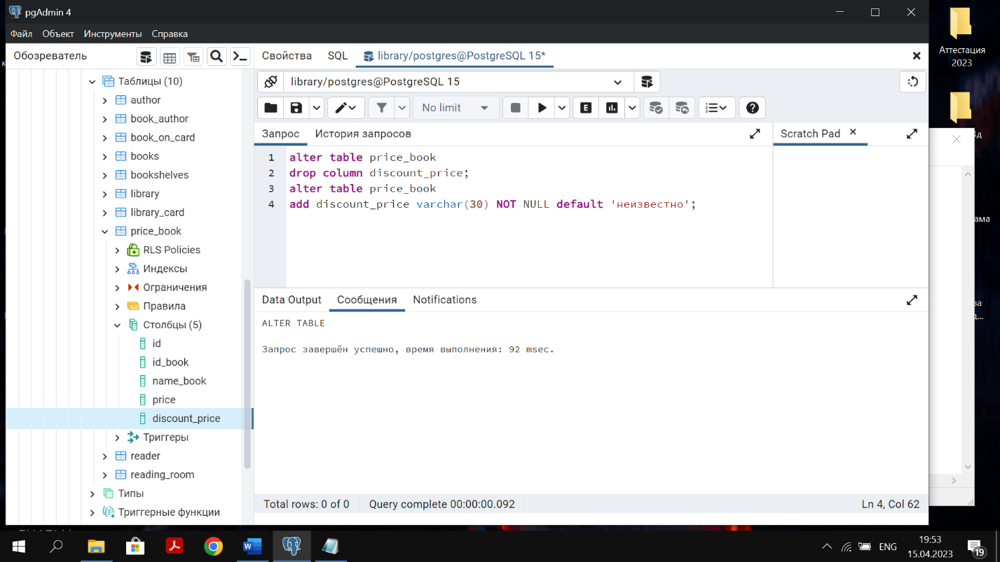 pgAdmin 4
Файл Объект Инструменты Справка
Обозреватель
Свойства SQL library/postgres@PostgreSQL 15*
library/postgres@PostgreSQL 15
No limit
E
Запрос История запросов
Scratch Pad
1 alter table price_book
2 drop column discount_price;
3 alter table price_book
4 add discount_price varchar(30) NOT NULL default 'неизвестно';
Data Output Сообщения Notifications
ALTER TABLE
Запрос завершён успешно, время выполнения: 92 msec.
Total rows: 0 of 0 Query complete 00:00:00.092 Ln 4, Col 62
Таблицы (10)
author
book_author
book_on_card
books
bookshelves
library
library_card
price_book
RLS Policies
Индексы
Ограничения
Правила
Столбцы (5)
id
id_book
name_book
price
discount_price
Триггеры
reader
reading_room
Типы
Триггерные функции
Аттестация
2023
ENG
19:53
15.04.2023
19